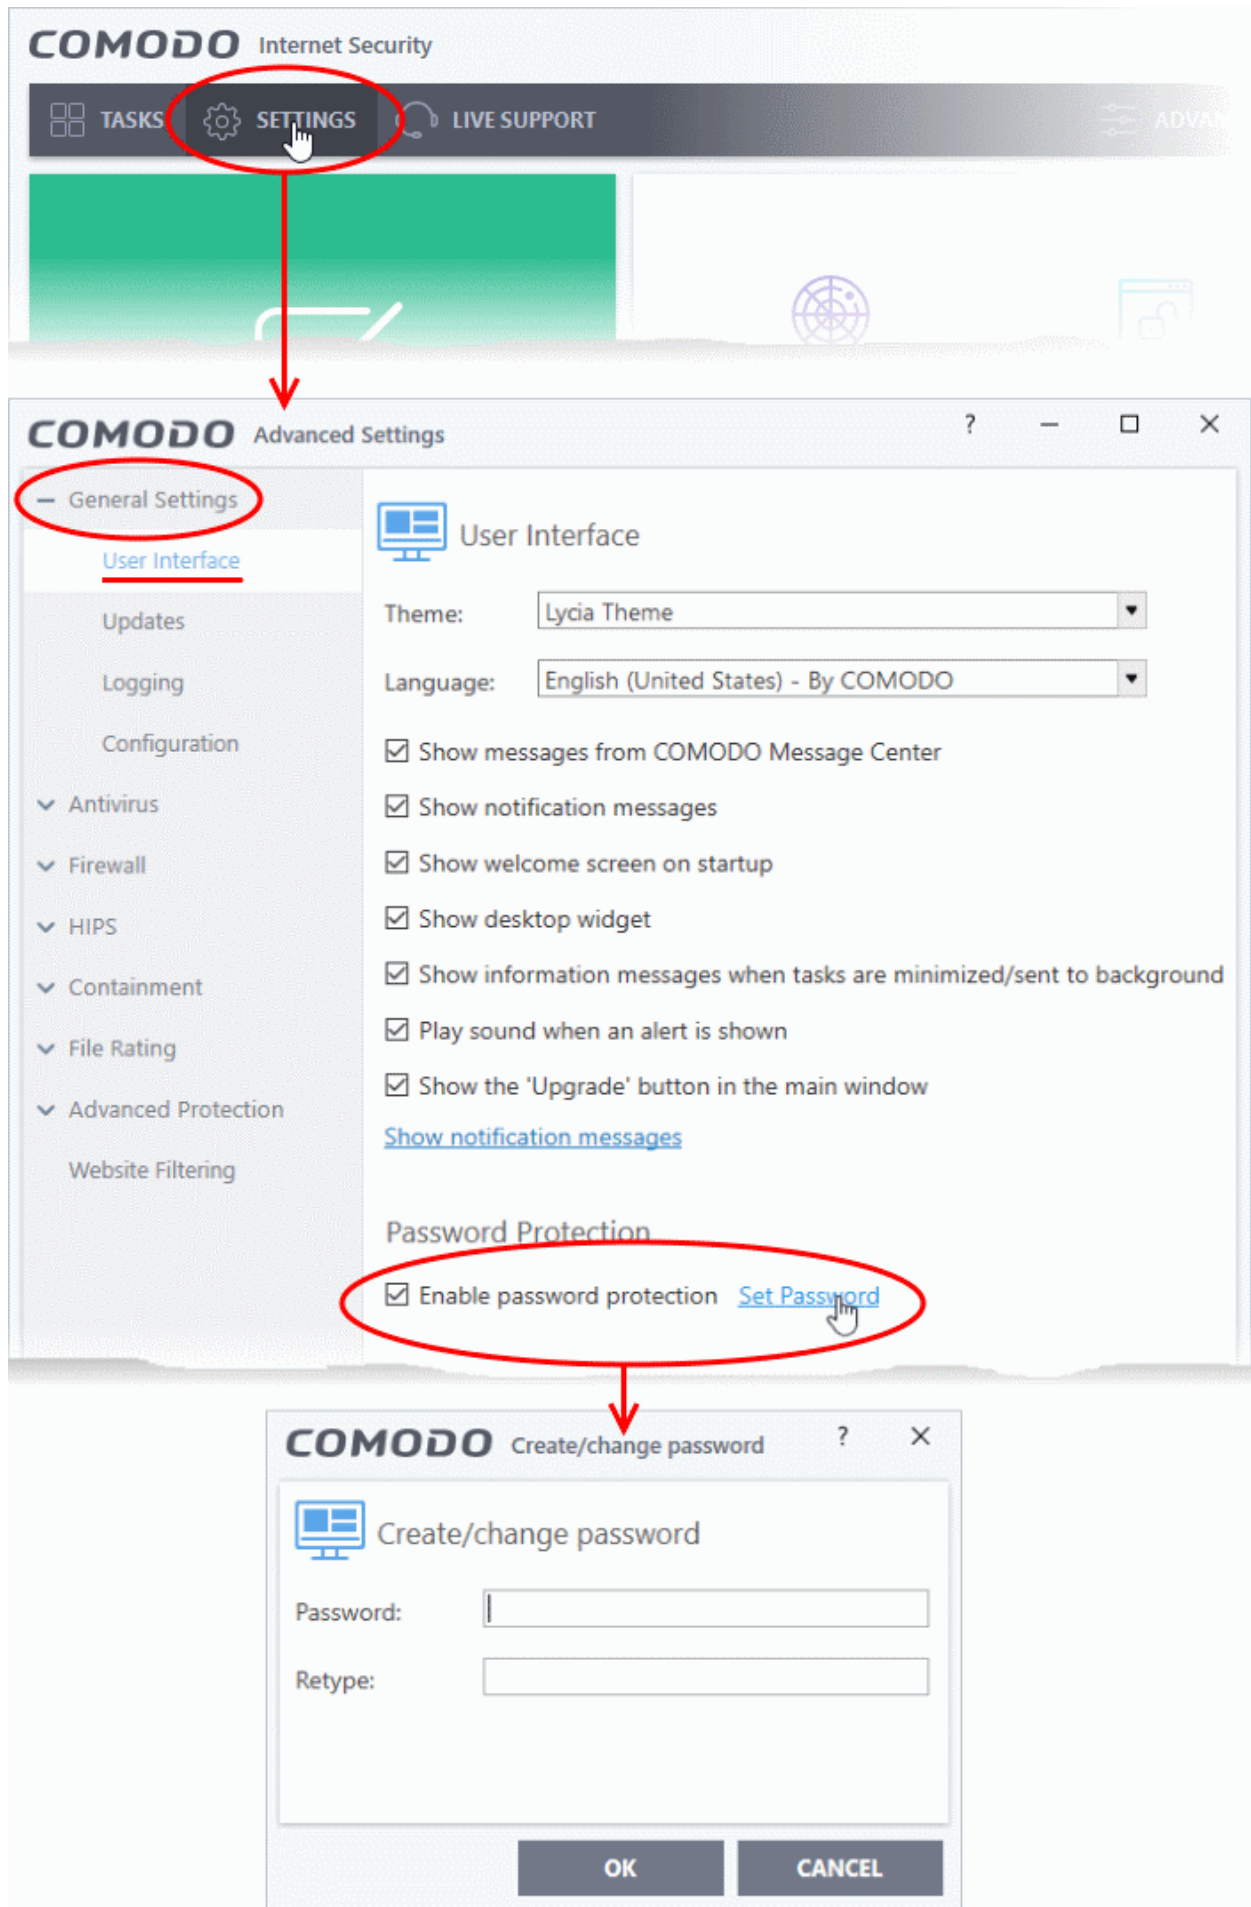 COMODO Internet Security
TASKS SETTINGS LIVE SUPPORT
COMODO Advanced Settings ?
General Settings
User Interface
Updates
Logging
Configuration
Antivirus
Firewall
HIPS
Containment
File Rating
Advanced Protection
Website Filtering
User Interface
Theme: Lycia Theme
Language: English (United States) - By COMODO
Show messages from COMODO Message Center
Show notification messages
Show welcome screen on startup
Show desktop widget
Show information messages when tasks are minimized/sent to background
Play sound when an alert is shown
Show the 'Upgrade' button in the main window
Show notification messages
Password Protection
Enable password protection Set Password
COMODO Create/change password ?
Create/change password
Password:
Retype:
OK CANCEL